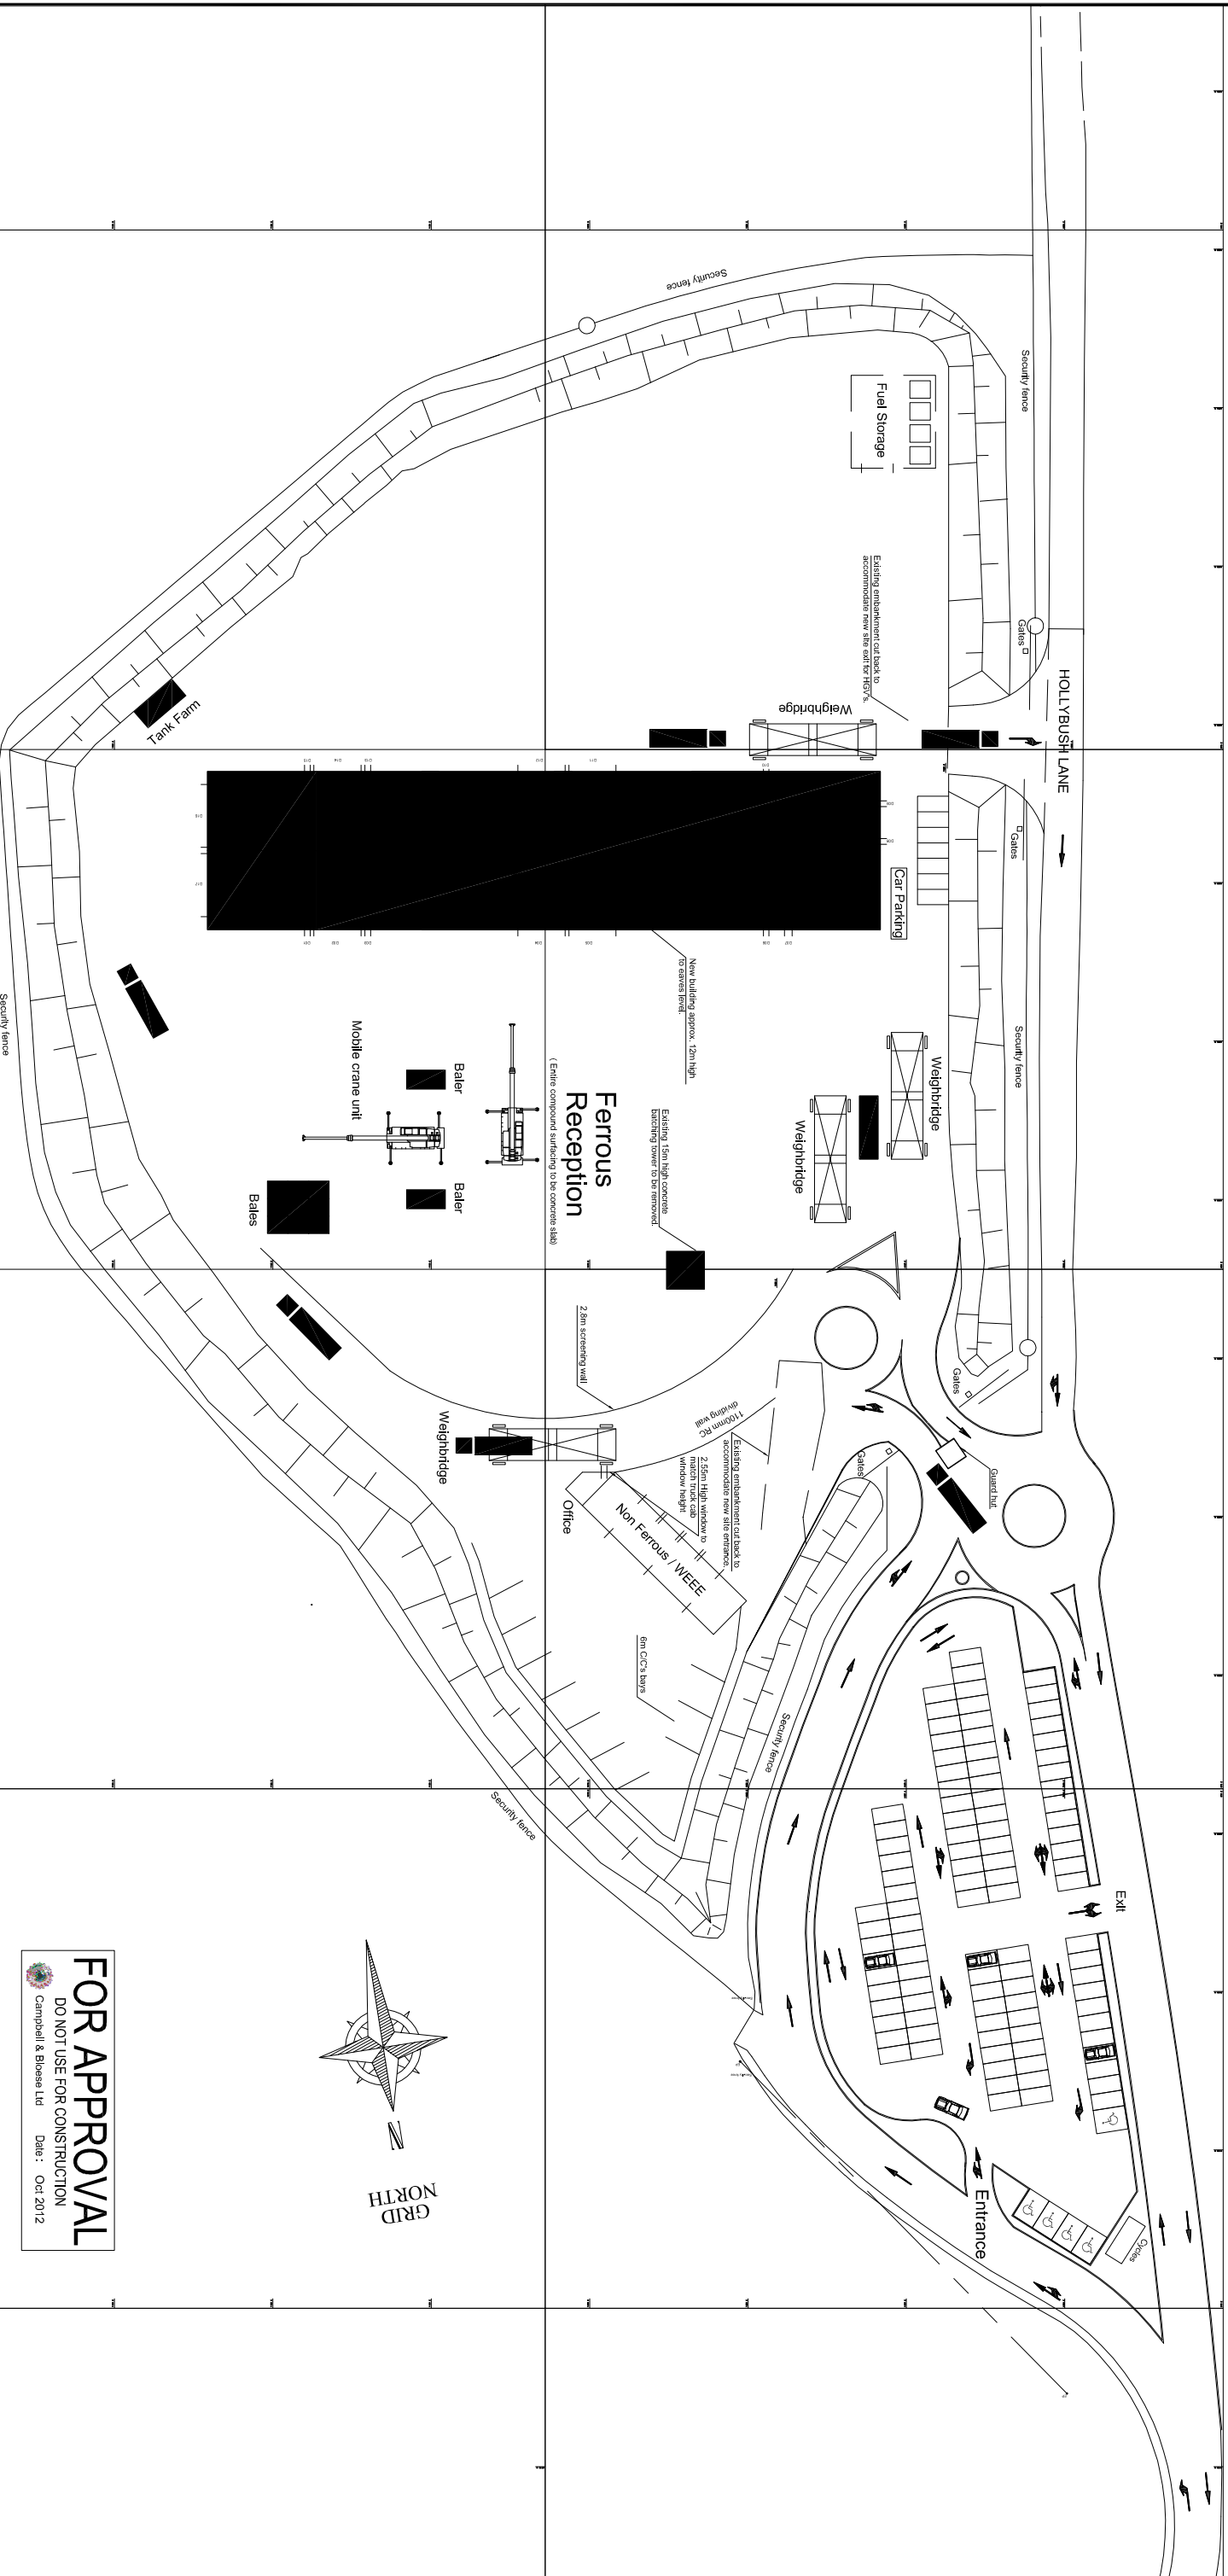 HOLLYBUSH LANE
Security fence
Security fence
Gates
Gates
Security fence
Gates
Fuel Storage
Existing embankment cut back to
accommodate new site exit for HGV's.
Weighbridge
Car Parking
Tank Farm
New building approx. 12m high
to eaves level.
Weighbridge
Weighbridge
Ferrous
Reception
( Entire compound surfacing to be concrete slab)
Existing 15m high concrete
batching tower to be removed.
Mobile crane unit
Baler
Baler
Bales
Security fence
2.8m screening wall
1100mm RC
dividing wall
Existing embankment cut back to
accommodate new site entrance.
2.55m High window to
match truck cab
window height
Weighbridge
Office
Non Ferrous / WEEE
Gates
Guard hut
6m C/C's bays
Security fence
Security fence
Exit
Entrance
Cycles
N
GRID
NORTH
FOR APPROVAL
DO NOT USE FOR CONSTRUCTION
Campbell & Bloese Ltd Date : Oct 2012